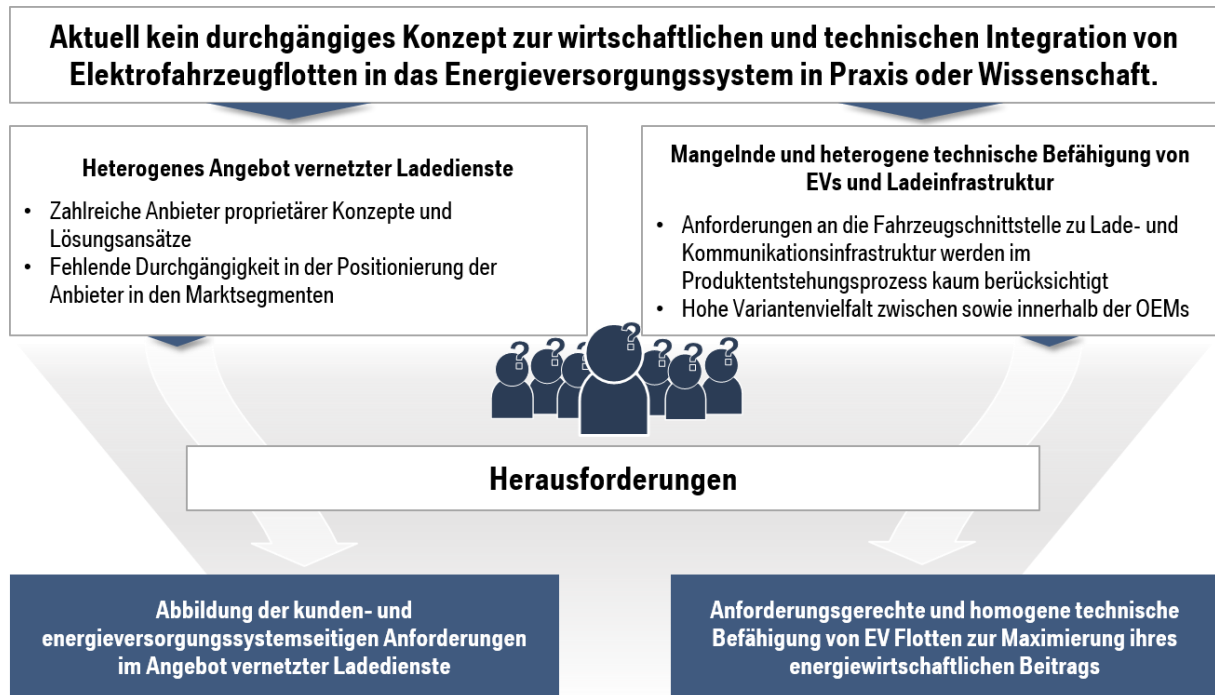 Aktuell kein durchgängiges Konzept zur wirtschaftlichen und technischen Integration von
Elektrofahrzeugflotten in das Energieversorgungssystem in Praxis oder Wissenschaft.
Heterogenes Angebot vernetzter Ladedienste
• Zahlreiche Anbieter proprietärer Konzepte und
Lösungsansätze
• Fehlende Durchgängigkeit in der Positionierung der
Anbieter in den Marktsegmenten
Mangelnde und heterogene technische Befähigung von
EVs und Ladeinfrastruktur
• Anforderungen an die Fahrzeugschnittstelle zu Lade- und
Kommunikationsinfrastruktur werden im
Produktentstehungsprozess kaum berücksichtigt
• Hohe Variantenvielfalt zwischen sowie innerhalb der OEMs
? ? ? ? ? ? ?
Herausforderungen
Abbildung der kunden- und
energieversorgungssystemseitigen Anforderungen
im Angebot vernetzter Ladedienste
Anforderungsgerechte und homogene technische
Befähigung von EV Flotten zur Maximierung ihres
energiewirtschaftlichen Beitrags